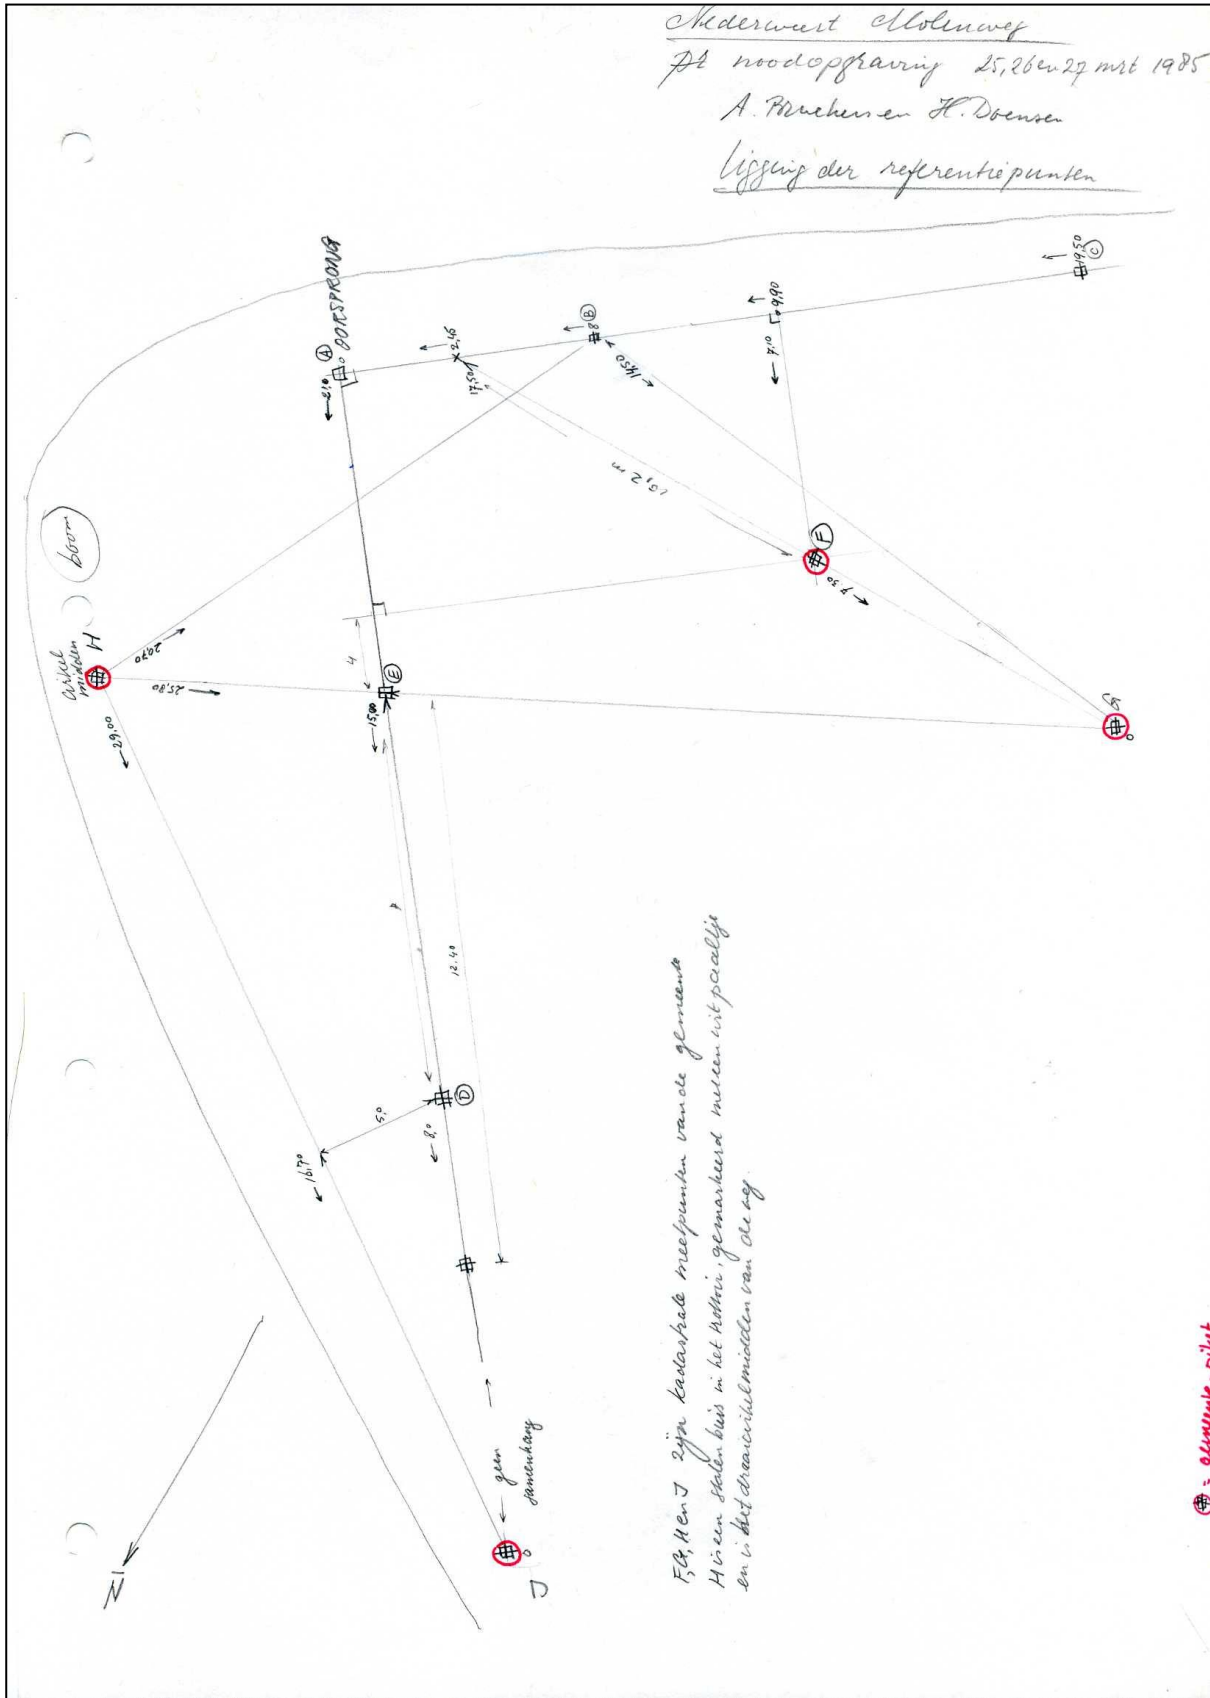 Nederweert Molenweg
noodopgraving 25, 26 en 27 mrt 1985
A. Bruekers en H. Doensen
Ligging der referentiepunten
OORSPRONG
A
21,0
2,46
17,50
8
B
14,50
9,90
7,10
19,50
C
boom
cirkel
midden
H
20,70
25,80
29,00
4
E
15,00
F
7,30
G
12.40
D
8,0
5,0
16,70
geen
samenhang
J
N
F, G, H en J zijn kadastrale meetpunten van de gemeente
H is een stalen buis in het trottoir, gemarkeerd met een wit paaltje
en is het draaicirkelmidden van de weg.